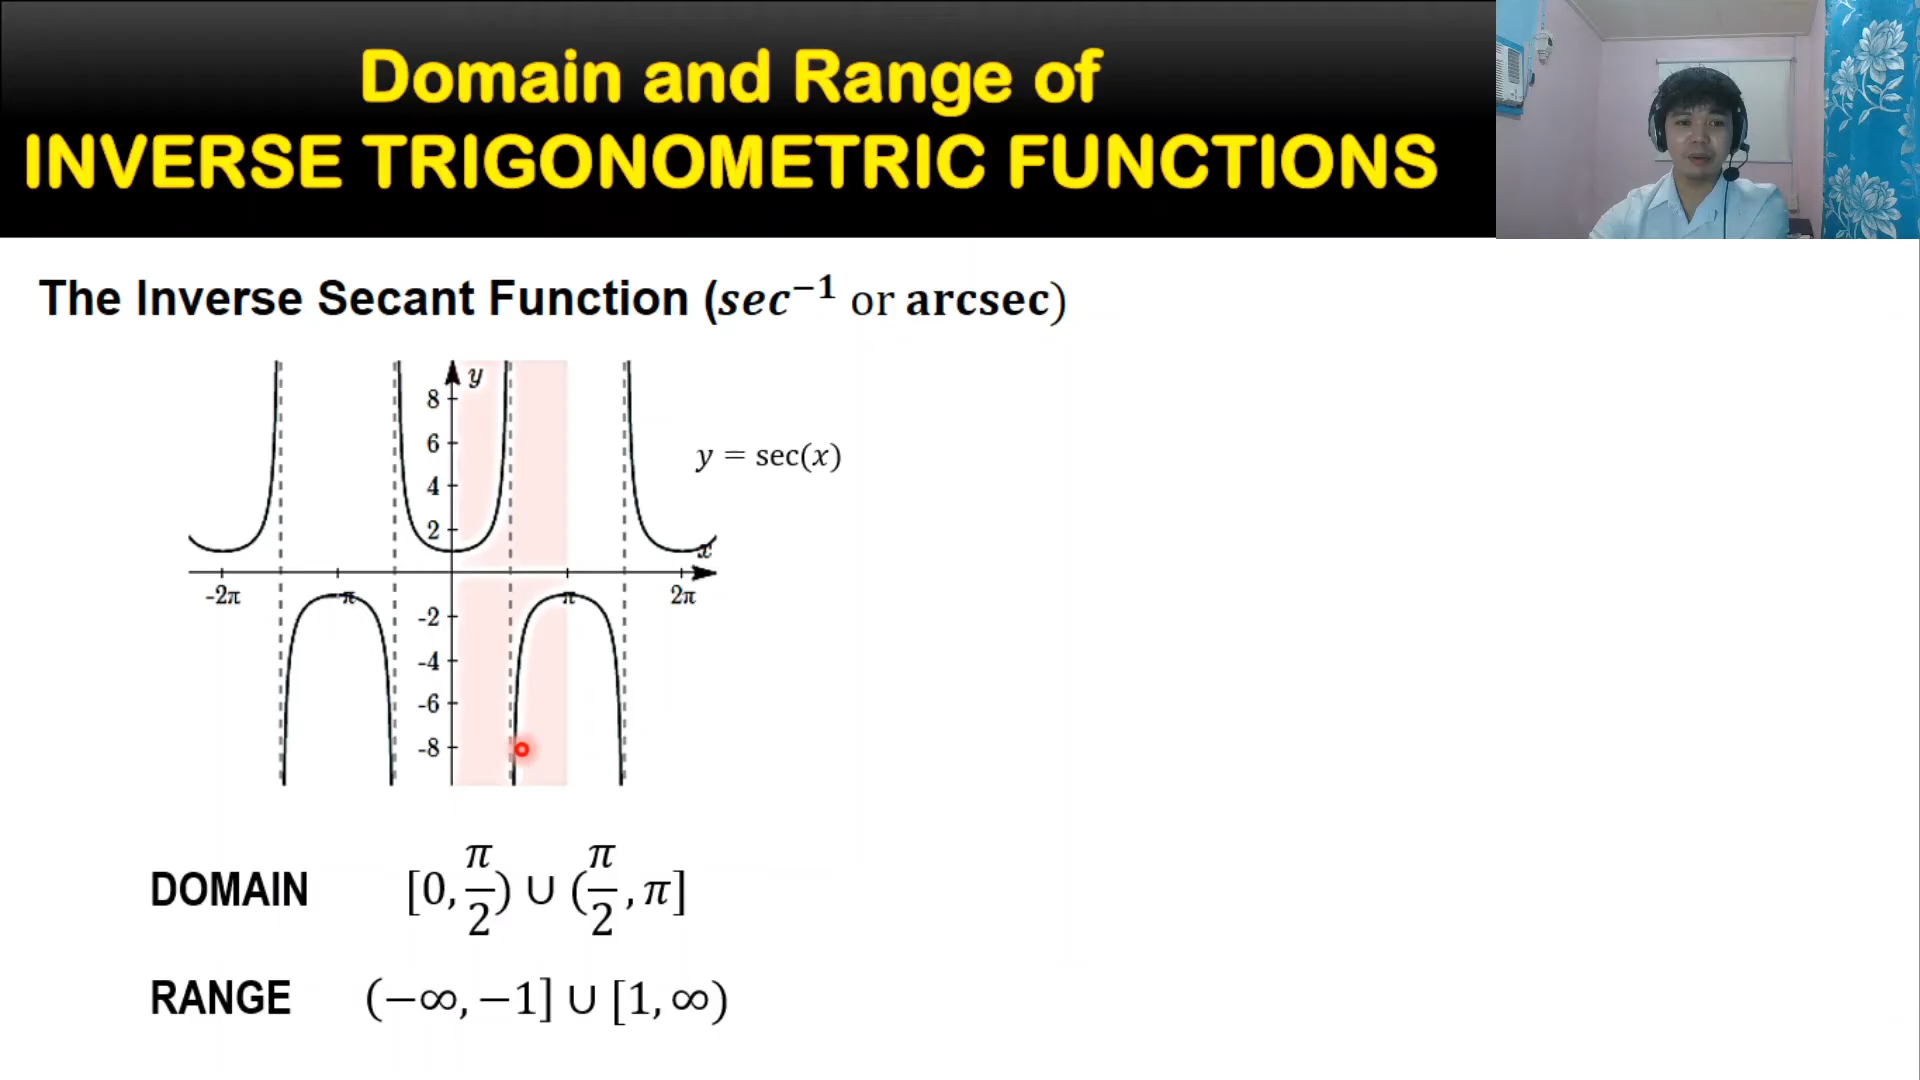 Domain and Range of
INVERSE TRIGONOMETRIC FUNCTIONS
The Inverse Secant Function (sec⁻¹ or arcsec)
y
8
6
4
2
x
-2π
-π
π
2π
-2
-4
-6
-8
y = sec(x)
DOMAIN [0, π/2) ∪ (π/2, π]
RANGE (−∞, −1] ∪ [1, ∞)